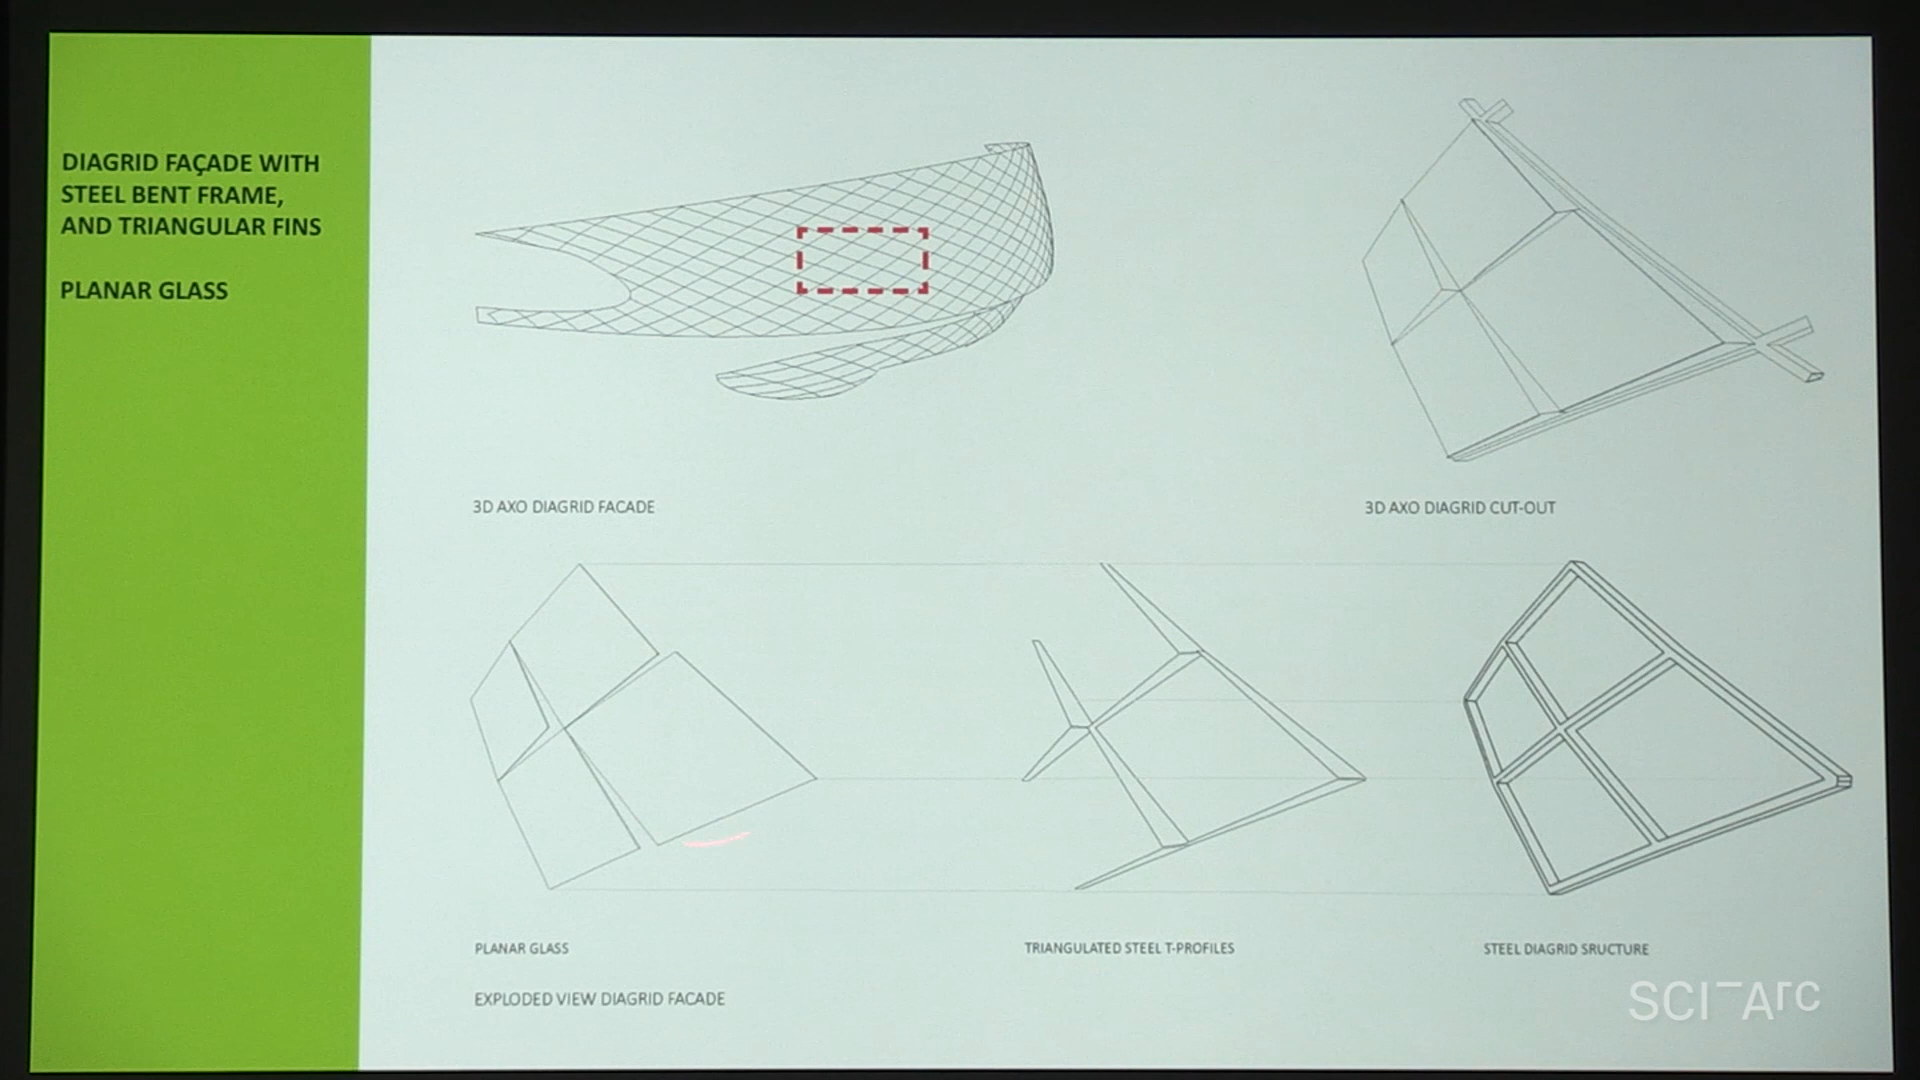 DIAGRID FAÇADE WITH
STEEL BENT FRAME,
AND TRIANGULAR FINS
PLANAR GLASS
3D AXO DIAGRID FACADE
3D AXO DIAGRID CUT-OUT
PLANAR GLASS
TRIANGULATED STEEL T-PROFILES
STEEL DIAGRID SRUCTURE
EXPLODED VIEW DIAGRID FACADE
SCI-Arc